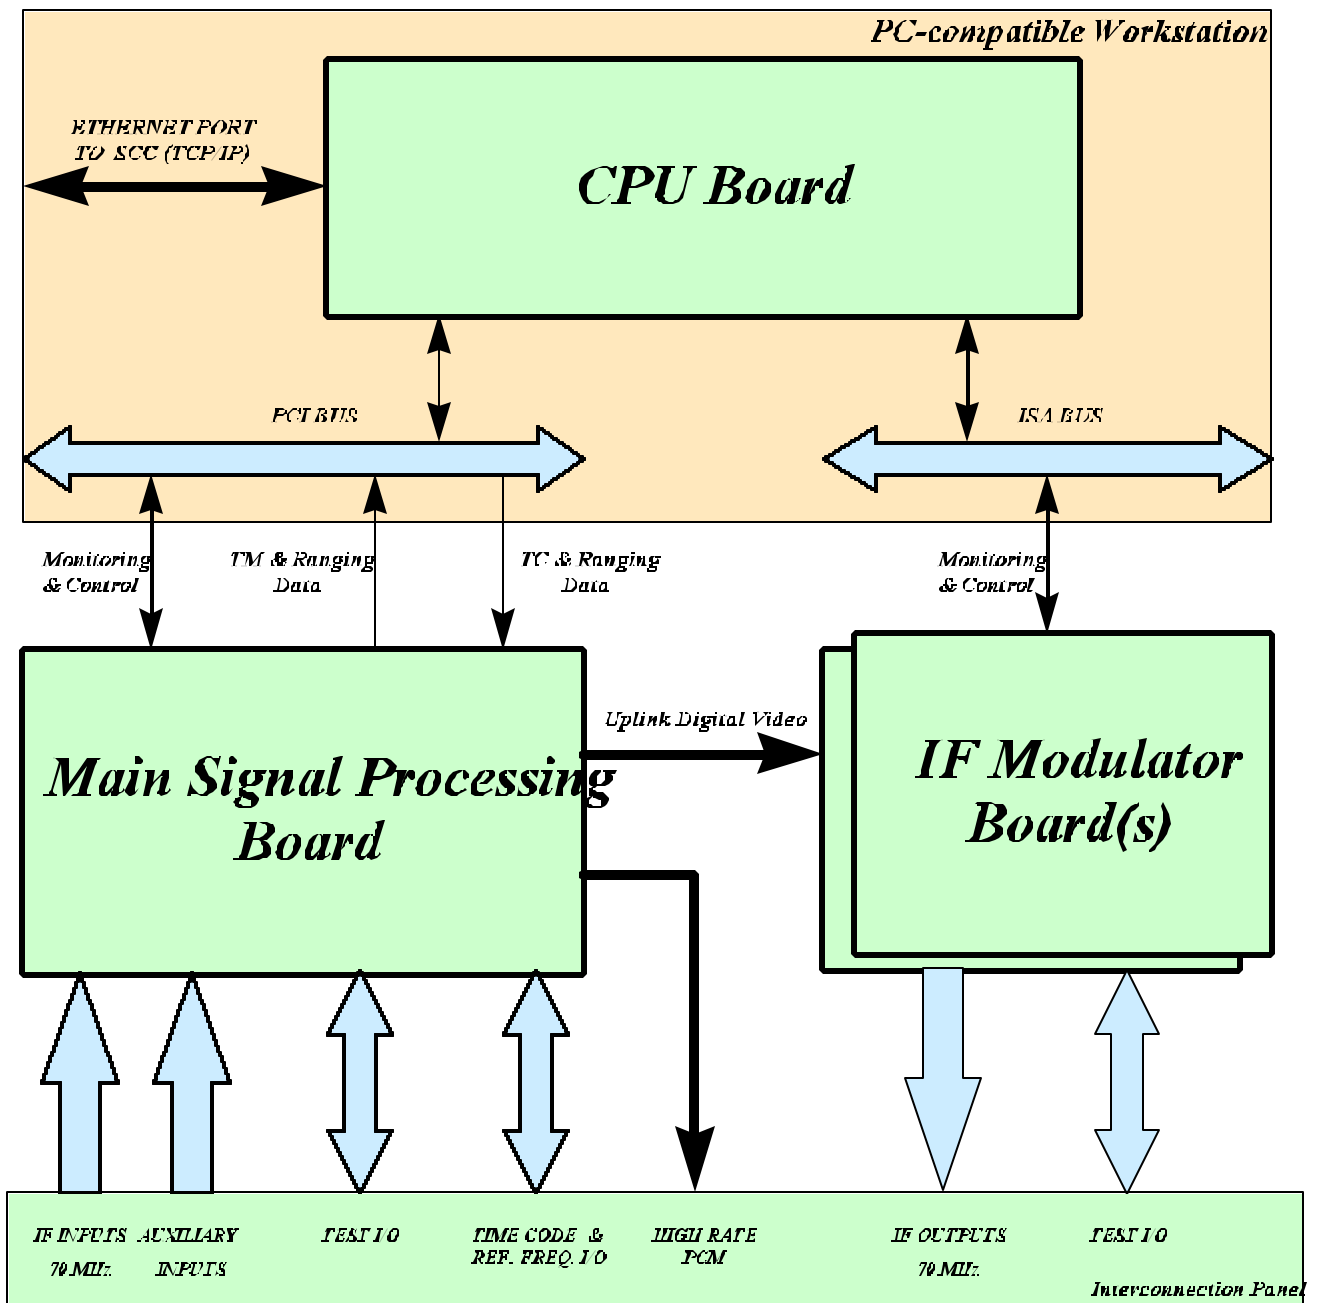 PC-compatible Workstation
ETHERNET PORT
TO SCC (TCP/IP)
CPU Board
PCI BUS
ISA BUS
Monitoring
& Control
TM & Ranging
Data
TC & Ranging
Data
Monitoring
& Control
Uplink Digital Video
Main Signal Processing
Board
IF Modulator
Board(s)
IF INPUTS
70 MHz
AUXILIARY
INPUTS
TEST I/O
TIME CODE &
REF. FREQ. I/O
HIGH RATE
PCM
IF OUTPUTS
70 MHz
TEST I/O
Interconnection Panel